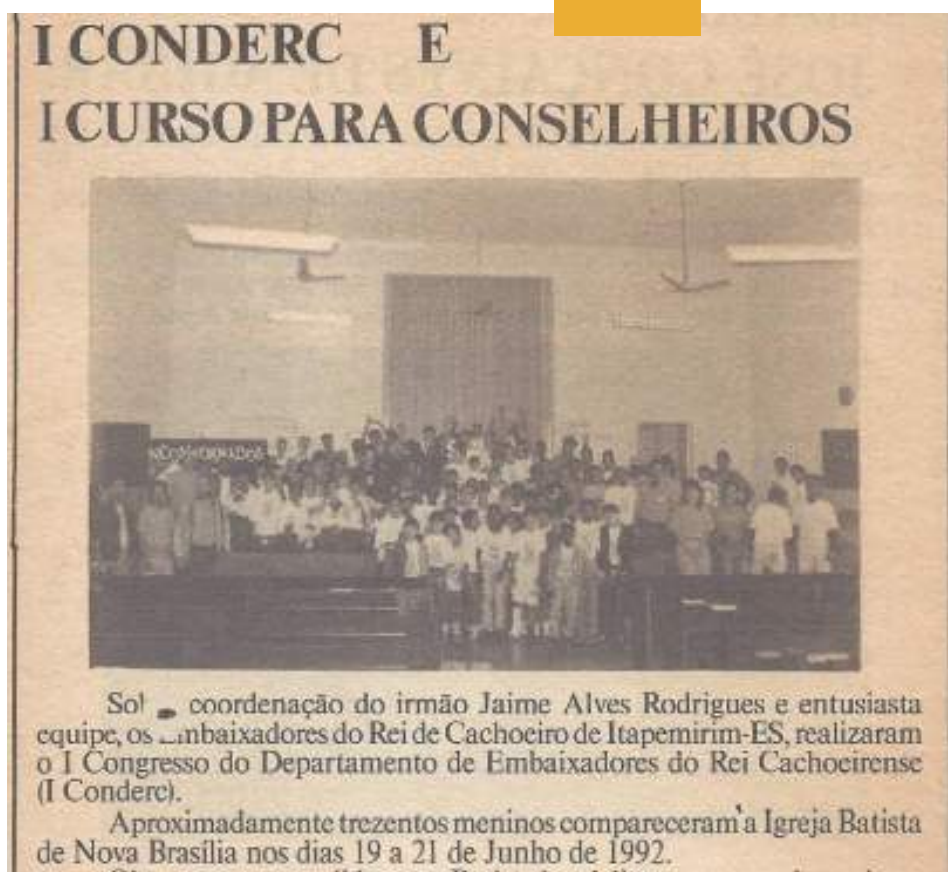 I CONDERC E
I CURSO PARA CONSELHEIROS
coordenação do irmão Jaime Alves Rodrigues e entusiasta
equipe, os mbaixadores do Rei de Cachoeiro de Itapemirim-ES, realizaram
o I Congresso do Departamento de Embaixadores do Rei Cachoeirense
(I Conderc).
Aproximadamente trezentos meninos compareceram à Igreja Batista
de Nova Brasília nos dias 19 a 21 de Junho de 1992.